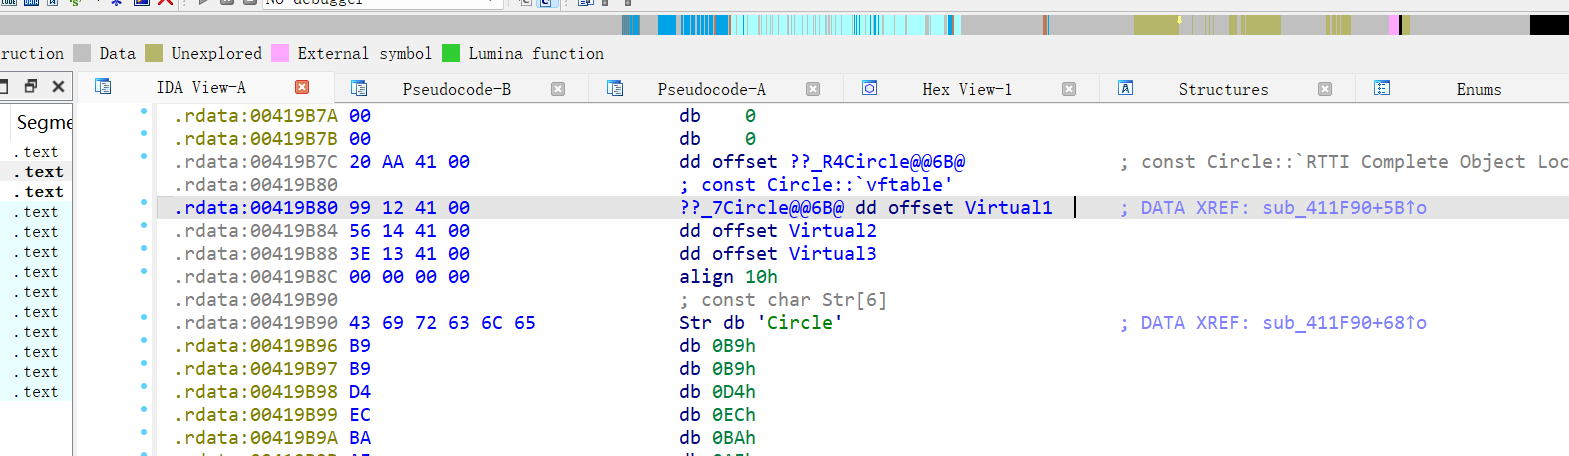 No debugger
ruction Data Unexplored External symbol Lumina function
IDA View-A Pseudocode-B Pseudocode-A Hex View-1 Structures Enums
Segme
.text
.text
.text
.text
.text
.text
.text
.text
.text
.text
.text
.text
.text
.rdata:00419B7A 00 db 0
.rdata:00419B7B 00 db 0
.rdata:00419B7C 20 AA 41 00 dd offset ??_R4Circle@@6B@ ; const Circle::`RTTI Complete Object Loc
.rdata:00419B80 ; const Circle::`vftable'
.rdata:00419B80 99 12 41 00 ??_7Circle@@6B@ dd offset Virtual1 ; DATA XREF: sub_411F90+5B↑o
.rdata:00419B84 56 14 41 00 dd offset Virtual2
.rdata:00419B88 3E 13 41 00 dd offset Virtual3
.rdata:00419B8C 00 00 00 00 align 10h
.rdata:00419B90 ; const char Str[6]
.rdata:00419B90 43 69 72 63 6C 65 Str db 'Circle' ; DATA XREF: sub_411F90+68↑o
.rdata:00419B96 B9 db 0B9h
.rdata:00419B97 B9 db 0B9h
.rdata:00419B98 D4 db 0D4h
.rdata:00419B99 EC db 0ECh
.rdata:00419B9A BA db 0BAh